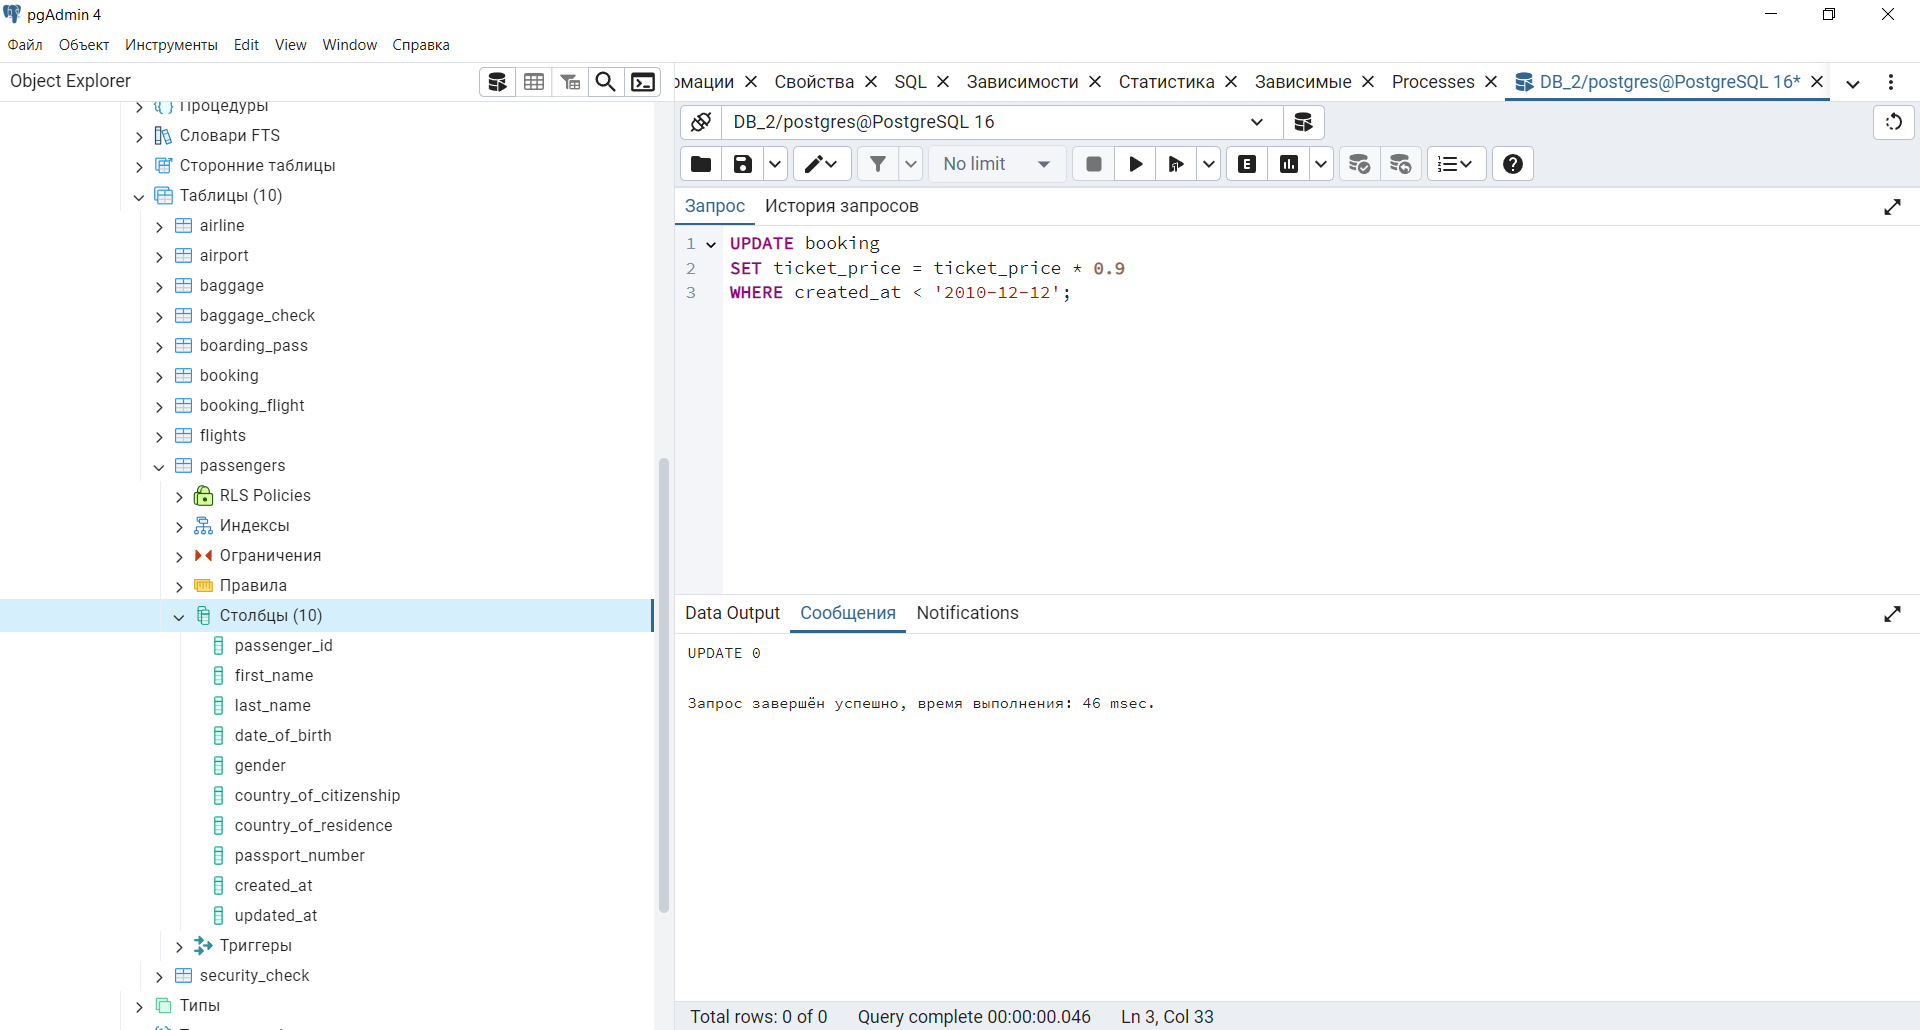 pgAdmin 4
Файл Объект Инструменты Edit View Window Справка
Object Explorer
рмации Свойства SQL Зависимости Статистика Зависимые Processes DB_2/postgres@PostgreSQL 16*
DB_2/postgres@PostgreSQL 16
No limit
E
Запрос История запросов
1 UPDATE booking
2 SET ticket_price = ticket_price * 0.9
3 WHERE created_at < '2010-12-12';
Data Output Сообщения Notifications
UPDATE 0
Запрос завершён успешно, время выполнения: 46 msec.
Total rows: 0 of 0 Query complete 00:00:00.046 Ln 3, Col 33
Процедуры
Словари FTS
Сторонние таблицы
Таблицы (10)
airline
airport
baggage
baggage_check
boarding_pass
booking
booking_flight
flights
passengers
RLS Policies
Индексы
Ограничения
Правила
Столбцы (10)
passenger_id
first_name
last_name
date_of_birth
gender
country_of_citizenship
country_of_residence
passport_number
created_at
updated_at
Триггеры
security_check
Типы